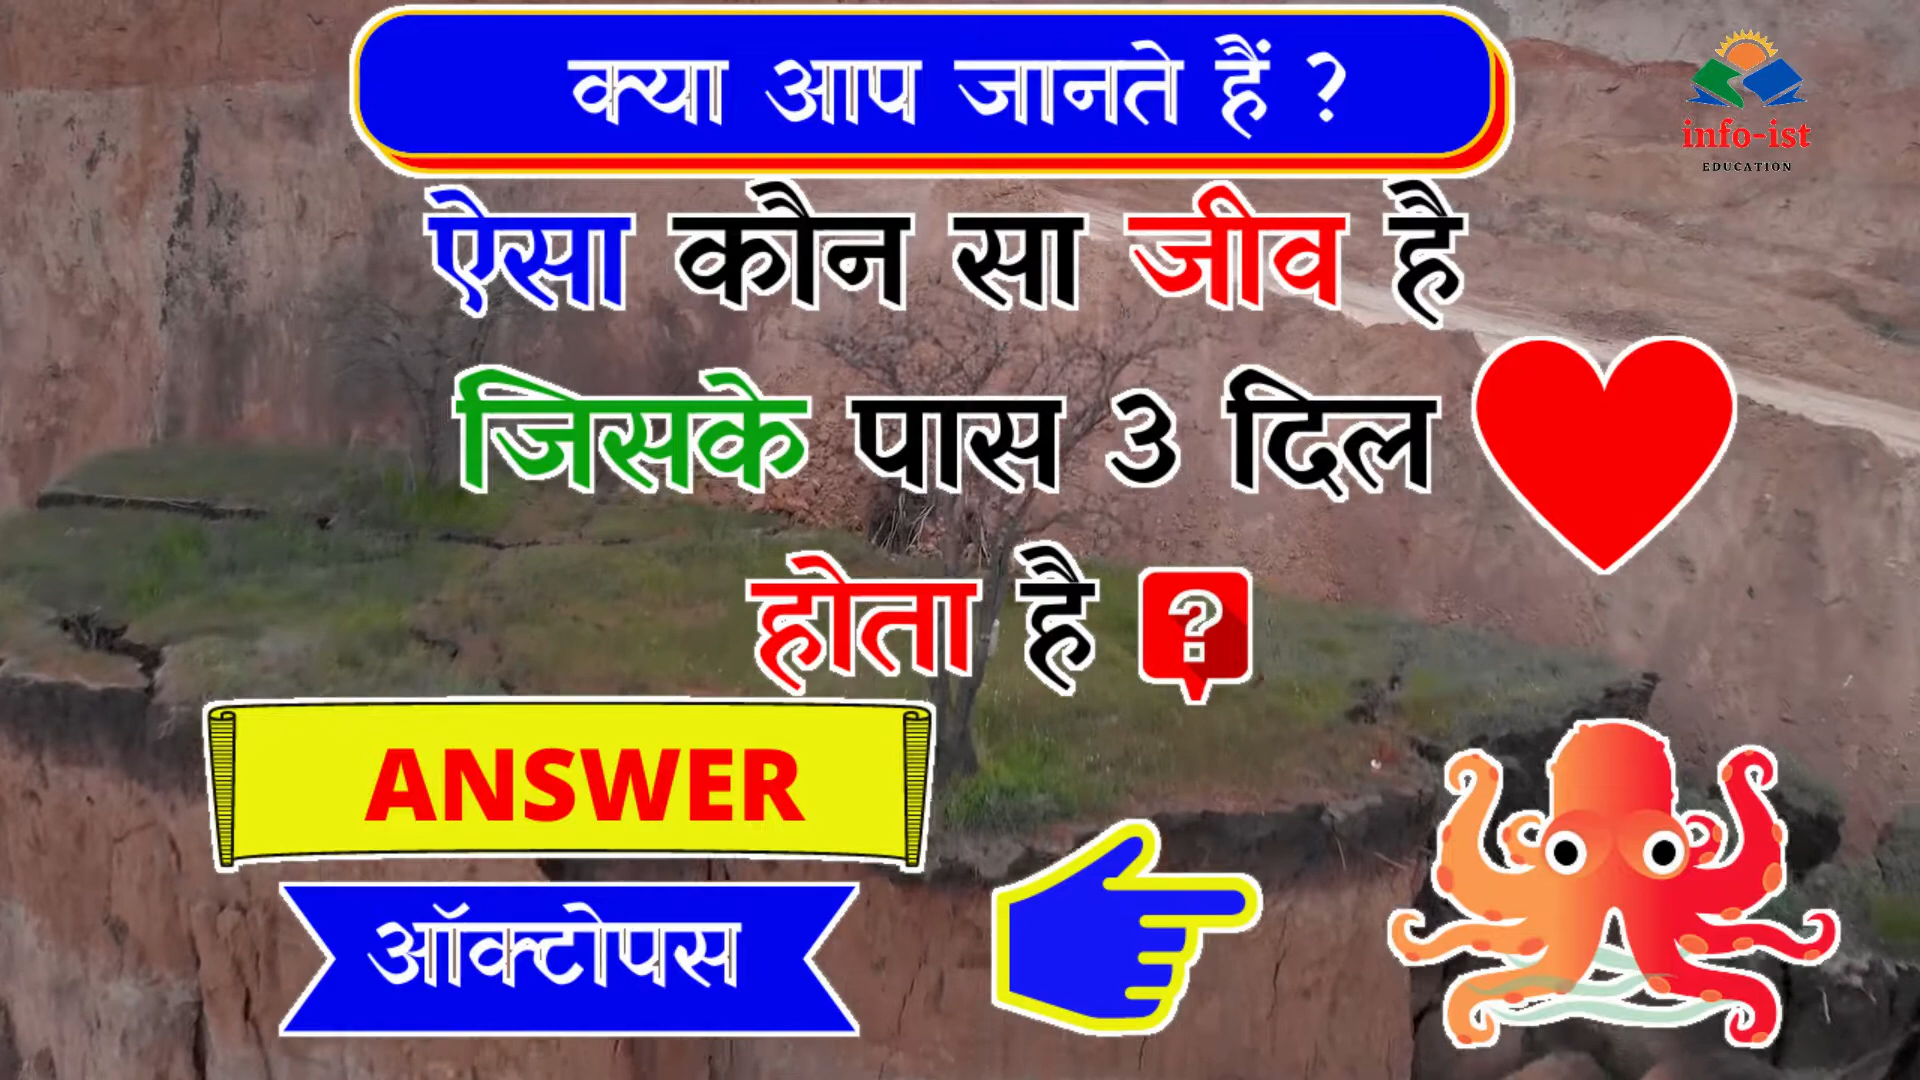 क्या आप जानते हैं ?
info-ist
EDUCATION
ऐसा कौन सा जीव है
जिसके पास 3 दिल
होता है ?
ANSWER
ऑक्टोपस